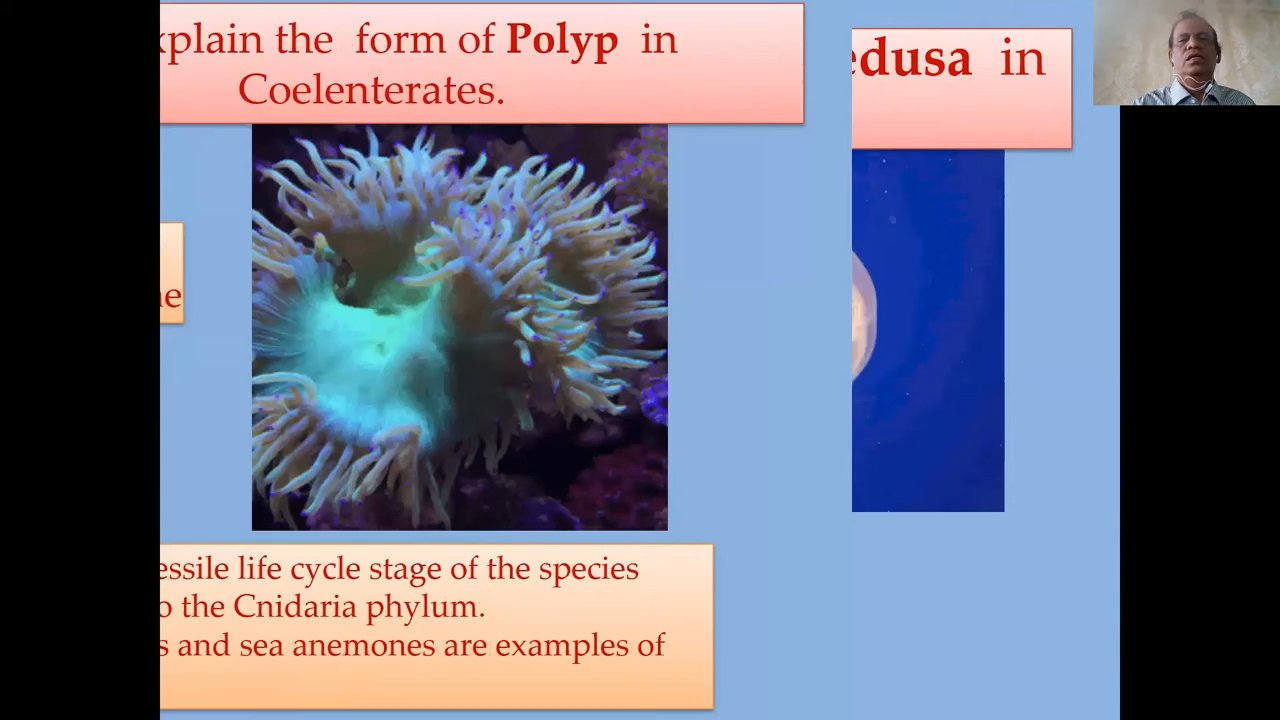 xplain the form of Polyp in
Coelenterates.
edusa in
ne
essile life cycle stage of the species
o the Cnidaria phylum.
s and sea anemones are examples of